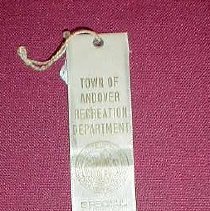 TOWN OF
ANDOVER
RECREATION
DEPARTMENT